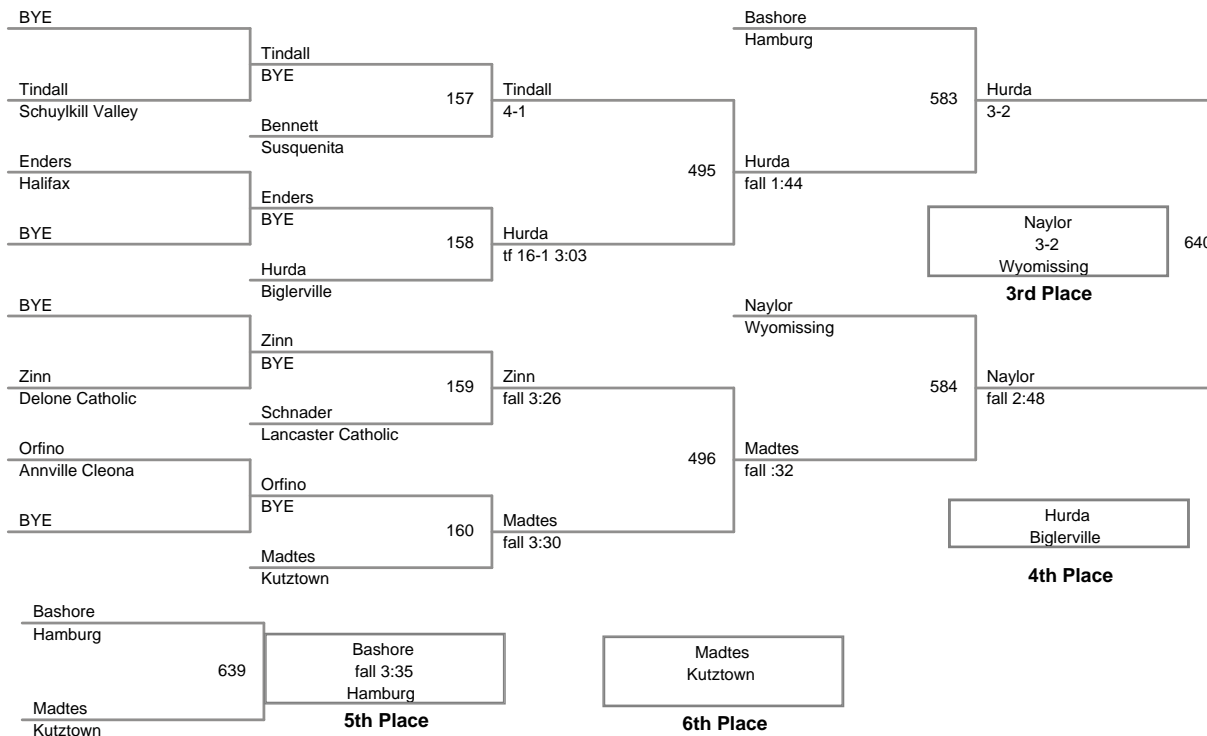 BYE
Tindall
BYE
Tindall
Schuylkill Valley
157
Tindall
4-1
Bennett
Susquenita
Enders
Halifax
Enders
BYE
BYE
158
Hurda
tf 16-1 3:03
Hurda
Biglerville
495
Hurda
fall 1:44
Bashore
Hamburg
583
Hurda
3-2
Naylor
3-2
Wyomissing
3rd Place
640
BYE
Zinn
BYE
Zinn
Delone Catholic
159
Zinn
fall 3:26
Schnader
Lancaster Catholic
Orfino
Annville Cleona
Orfino
BYE
BYE
160
Madtes
fall 3:30
Madtes
Kutztown
496
Madtes
fall :32
Naylor
Wyomissing
584
Naylor
fall 2:48
Hurda
Biglerville
4th Place
Bashore
Hamburg
639
Madtes
Kutztown
Bashore
fall 3:35
Hamburg
5th Place
Madtes
Kutztown
6th Place